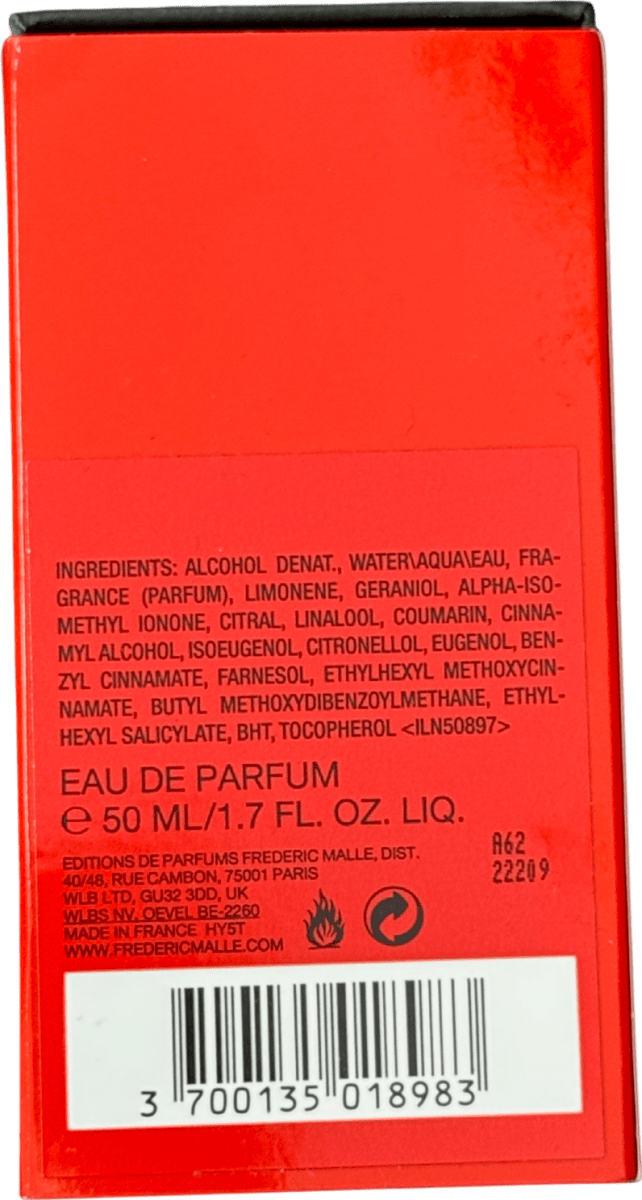 INGREDIENTS: ALCOHOL DENAT., WATER\AQUA\EAU, FRA-
GRANCE (PARFUM), LIMONENE, GERANIOL, ALPHA-ISO-
METHYL IONONE, CITRAL, LINALOOL, COUMARIN, CINNA-
MYL ALCOHOL, ISOEUGENOL, CITRONELLOL, EUGENOL, BEN-
ZYL CINNAMATE, FARNESOL, ETHYLHEXYL METHOXYCIN-
NAMATE, BUTYL METHOXYDIBENZOYLMETHANE, ETHYL-
HEXYL SALICYLATE, BHT, TOCOPHEROL <ILN50897>
EAU DE PARFUM
℮ 50 ML/1.7 FL. OZ. LIQ.
EDITIONS DE PARFUMS FREDERIC MALLE, DIST.
40/48, RUE CAMBON, 75001 PARIS
WLB LTD, GU32 3DD, UK
WLBS NV. OEVEL BE-2260
MADE IN FRANCE HY5T
WWW.FREDERICMALLE.COM
A62
22209
3 700135 018983